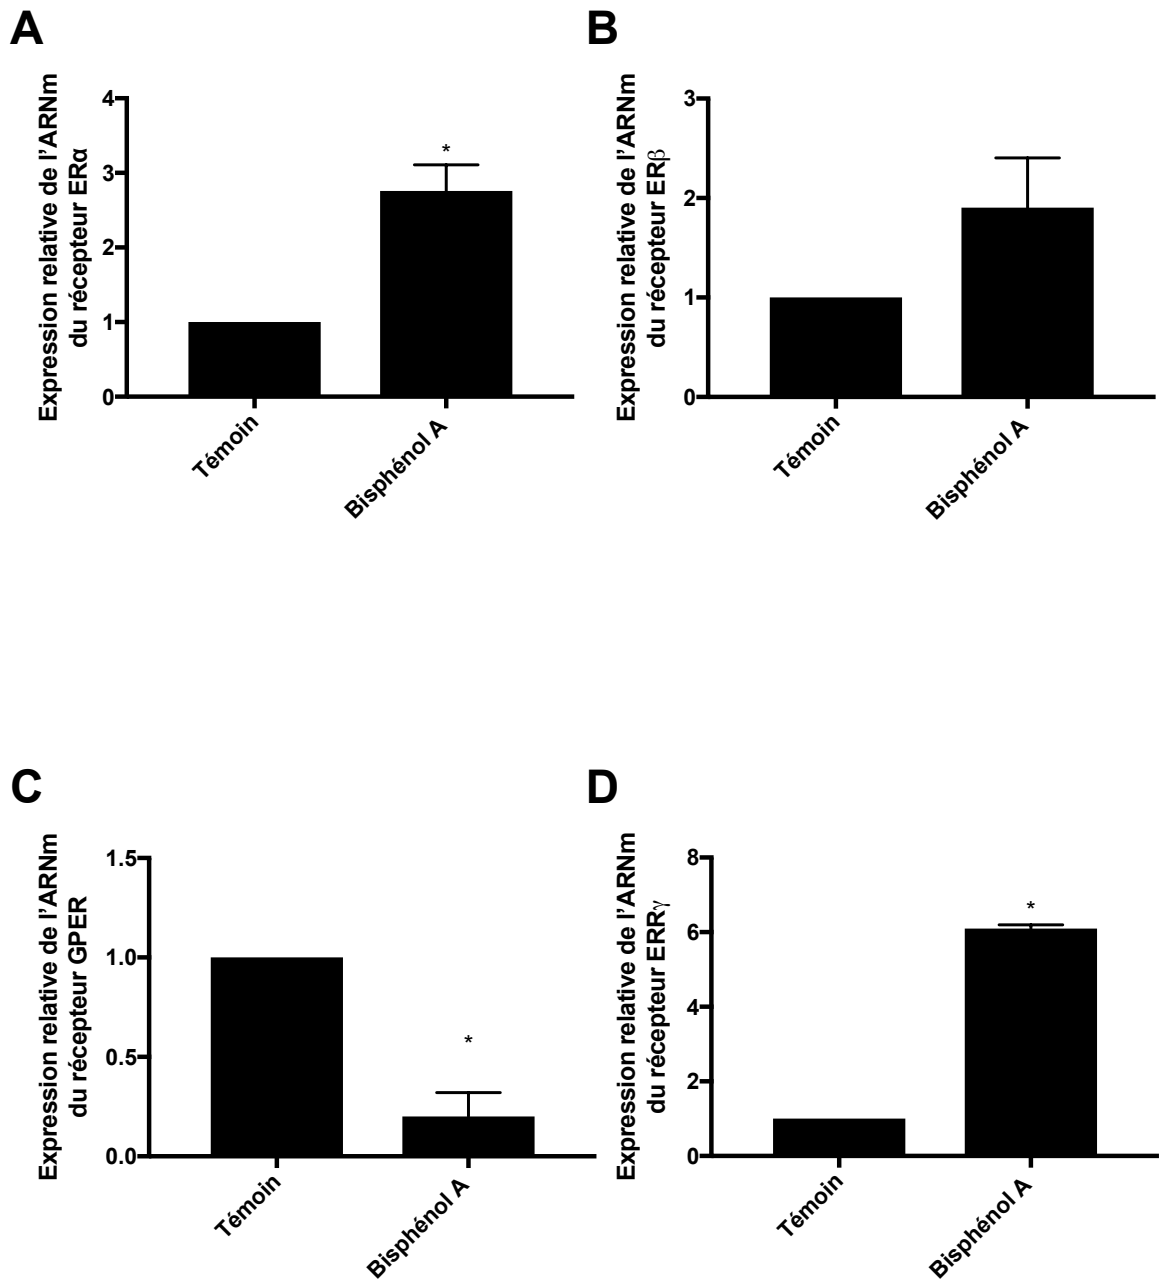 A
Expression relative de l'ARNm
du récepteur ERα
4
3
2
1
0
*
Témoin
Bisphénol A
B
Expression relative de l'ARNm
du récepteur ERβ
3
2
1
0
Témoin
Bisphénol A
C
Expression relative de l'ARNm
du récepteur GPER
1.5
1.0
0.5
0.0
*
Témoin
Bisphénol A
D
Expression relative de l'ARNm
du récepteur ERRγ
8
6
4
2
0
*
Témoin
Bisphénol A